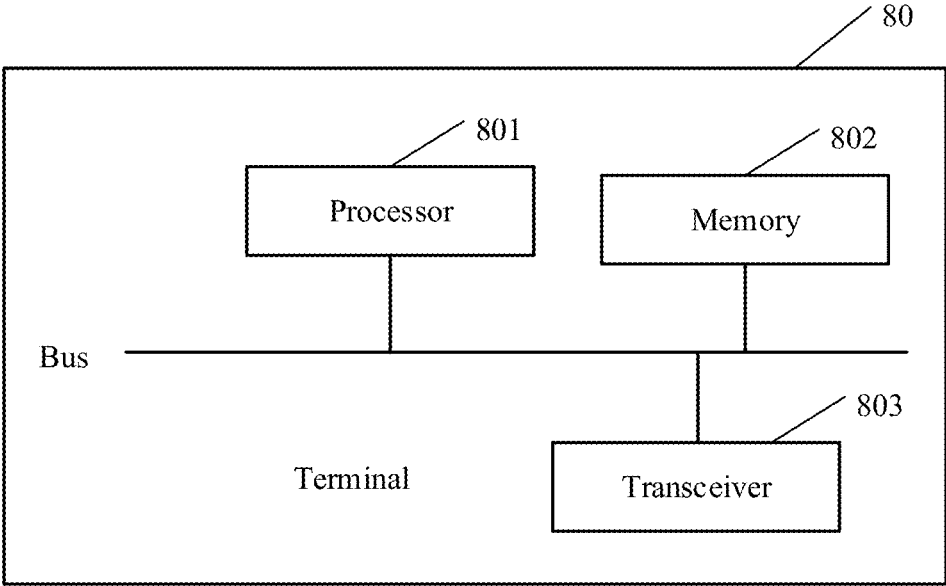 80
801
802
Processor
Memory
Bus
803
Terminal
Transceiver